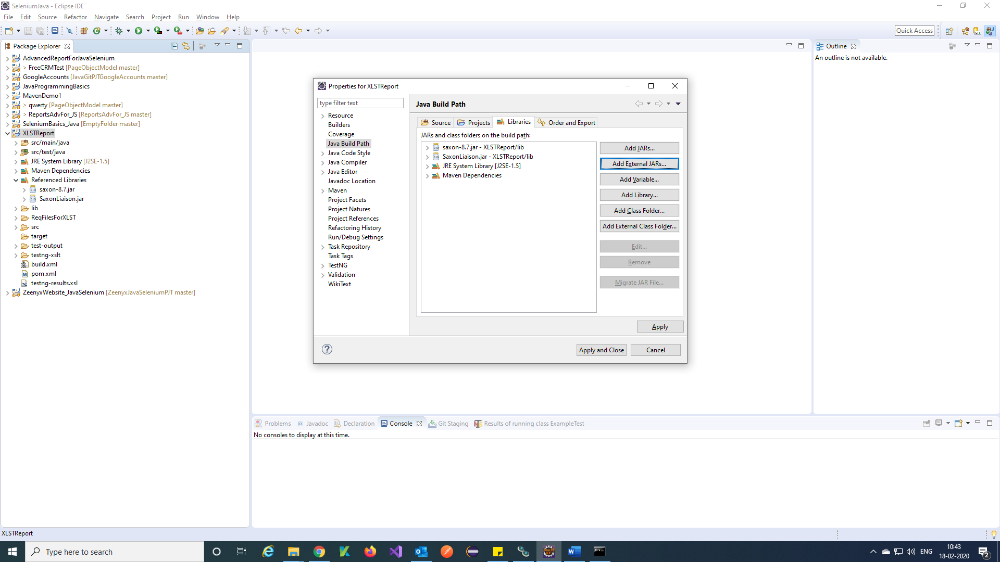 SeleniumJava - Eclipse IDE
File Edit Source Refactor Navigate Search Project Run Window Help
Quick Access
Package Explorer
AdvancedReportForJavaSelenium
> FreeCRMTest [PageObjectModel master]
GoogleAccounts [JavaGitPJTGoogleAccounts master]
JavaProgrammingBasics
MavenDemo1
> qwerty [PageObjectModel master]
> ReportsAdvFor_JS [ReportsAdvFor_JS master]
SeleniumBasics_Java [EmptyFolder master]
XLSTReport
src/main/java
src/test/java
JRE System Library [J2SE-1.5]
Maven Dependencies
Referenced Libraries
saxon-8.7.jar
SaxonLiaison.jar
lib
ReqFilesForXLST
src
target
test-output
testng-xslt
build.xml
pom.xml
testng-results.xsl
ZeenyxWebsite_JavaSelenium [ZeenyxJavaSeleniumPJT master]
Properties for XLSTReport
type filter text
Resource
Builders
Coverage
Java Build Path
Java Code Style
Java Compiler
Java Editor
Javadoc Location
Maven
Project Facets
Project Natures
Project References
Refactoring History
Run/Debug Settings
Task Repository
Task Tags
TestNG
Validation
WikiText
Java Build Path
Source Projects Libraries Order and Export
JARs and class folders on the build path:
saxon-8.7.jar - XLSTReport/lib
SaxonLiaison.jar - XLSTReport/lib
JRE System Library [J2SE-1.5]
Maven Dependencies
Add JARs...
Add External JARs...
Add Variable...
Add Library...
Add Class Folder...
Add External Class Folder...
Edit...
Remove
Migrate JAR File...
Apply
Apply and Close Cancel
Outline
An outline is not available.
Problems Javadoc Declaration Console Git Staging Results of running class ExampleTest
No consoles to display at this time.
XLSTReport
Type here to search
ENG
10:43
18-02-2020
2